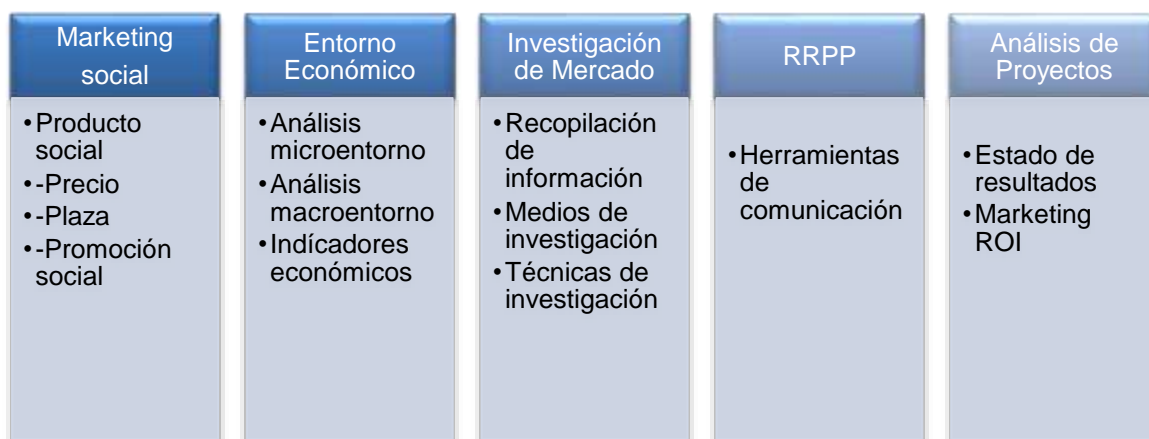 Marketing
social
•Producto
social
•-Precio
•-Plaza
•-Promoción
social
Entorno
Económico
•Análisis
microentorno
•Análisis
macroentorno
•Indícadores
económicos
Investigación
de Mercado
•Recopilación
de
información
•Medios de
investigación
•Técnicas de
investigación
RRPP
•Herramientas
de
comunicación
Análisis de
Proyectos
•Estado de
resultados
•Marketing
ROI